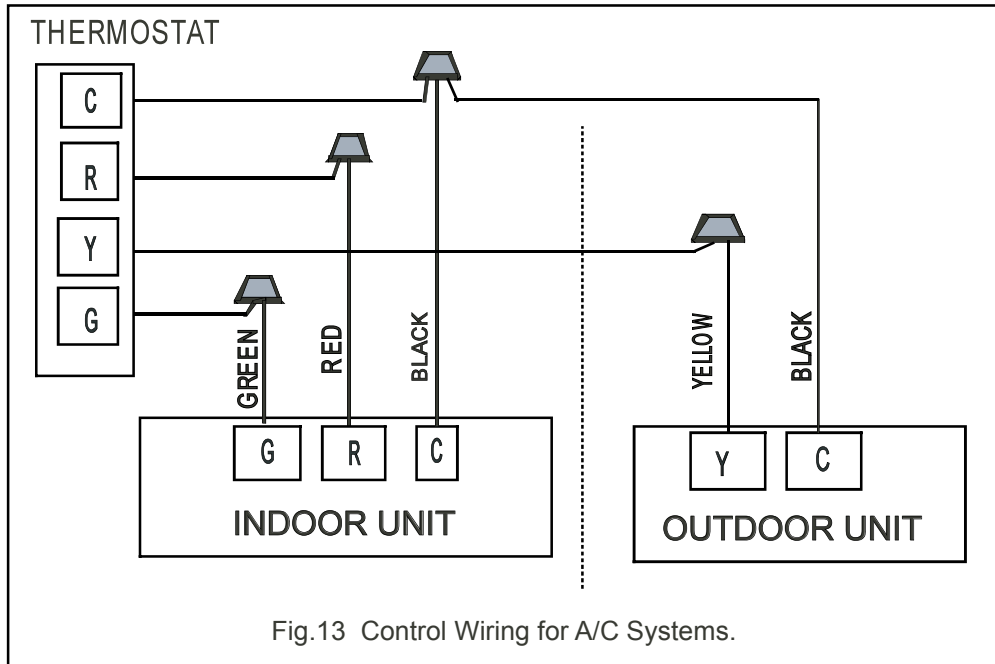 THERMOSTAT
C
R
Y
G
GREEN
RED
BLACK
YELLOW
BLACK
G R C
INDOOR UNIT
Y C
OUTDOOR UNIT
Fig.13 Control Wiring for A/C Systems.